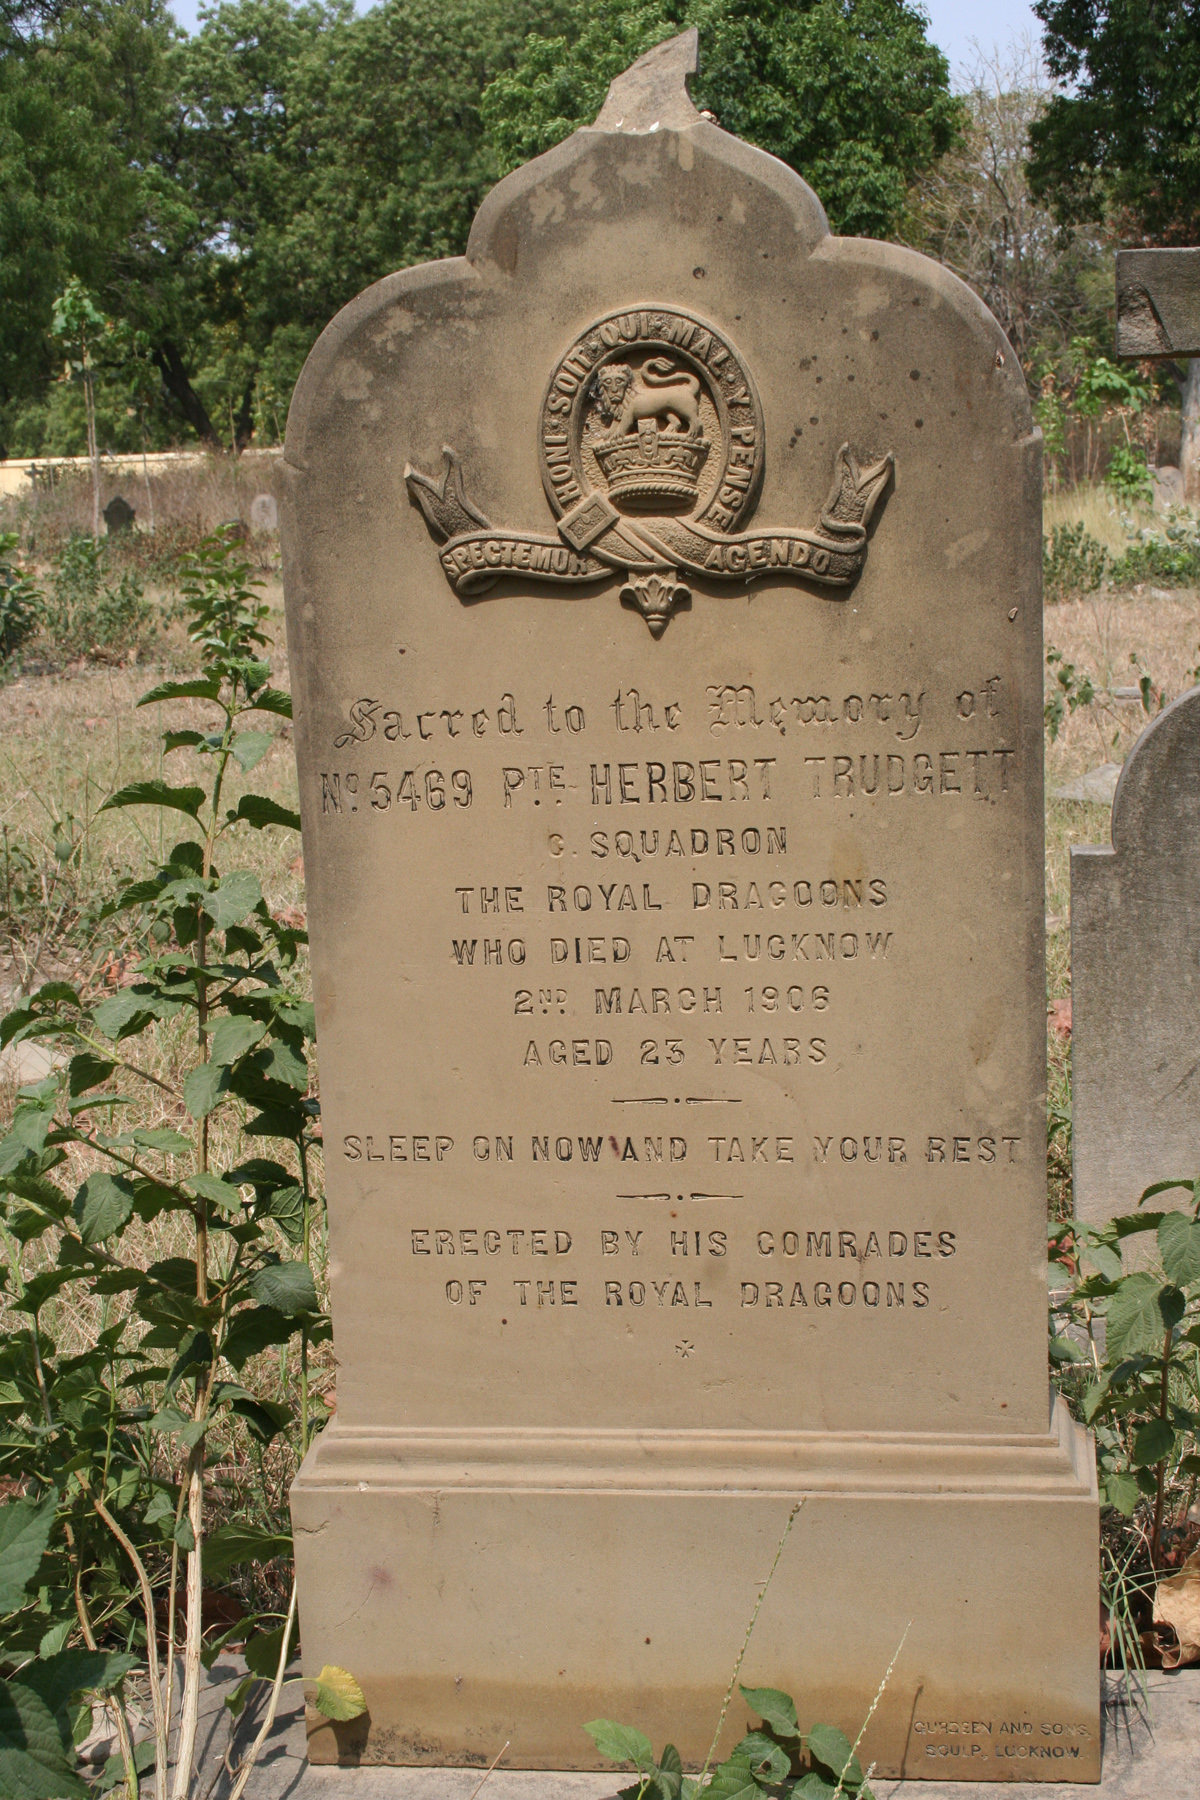 HONI · SOIT · QUI · MAL · Y · PENSE
SPECTEMUR AGENDO
Sacred to the Memory of
No. 5469 PTE. HERBERT TRUDGETT
C. SQUADRON
THE ROYAL DRAGOONS
WHO DIED AT LUCKNOW
2ND. MARCH 1906
AGED 23 YEARS
SLEEP ON NOW AND TAKE YOUR REST
ERECTED BY HIS COMRADES
OF THE ROYAL DRAGOONS
AND SONS.
SCULP. LUCKNOW.